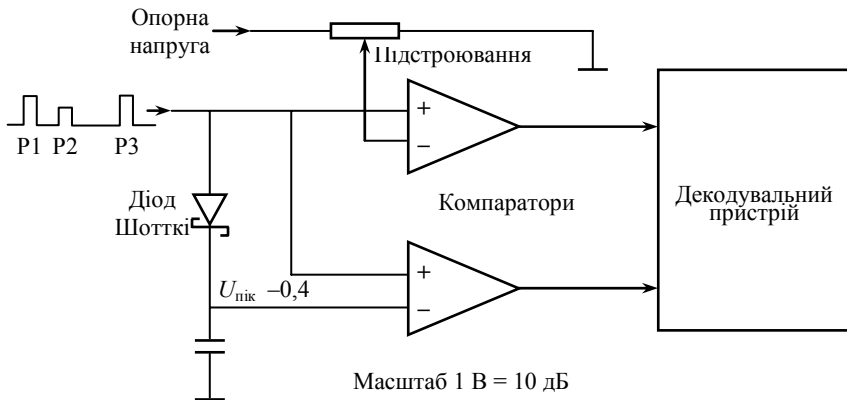 Опорна
напруга
Підстроювання
+
−
P1 P2 P3
Діод
Шотткі
Компаратори
Декодувальний
пристрій
+
−
Uпік –0,4
Масштаб 1 В = 10 дБ